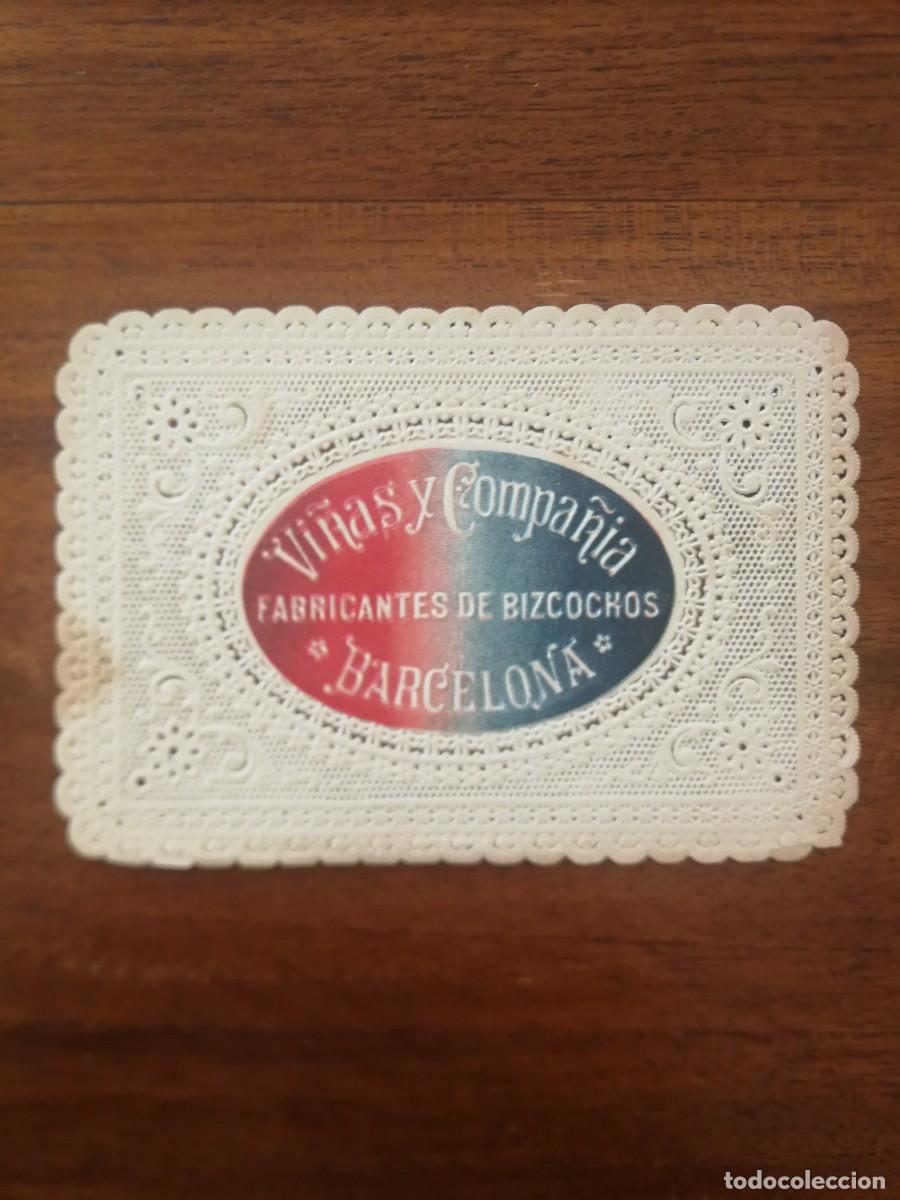 Viñas y Compañia
FABRICANTES DE BIZCOCHOS
BARCELONA
todocoleccion